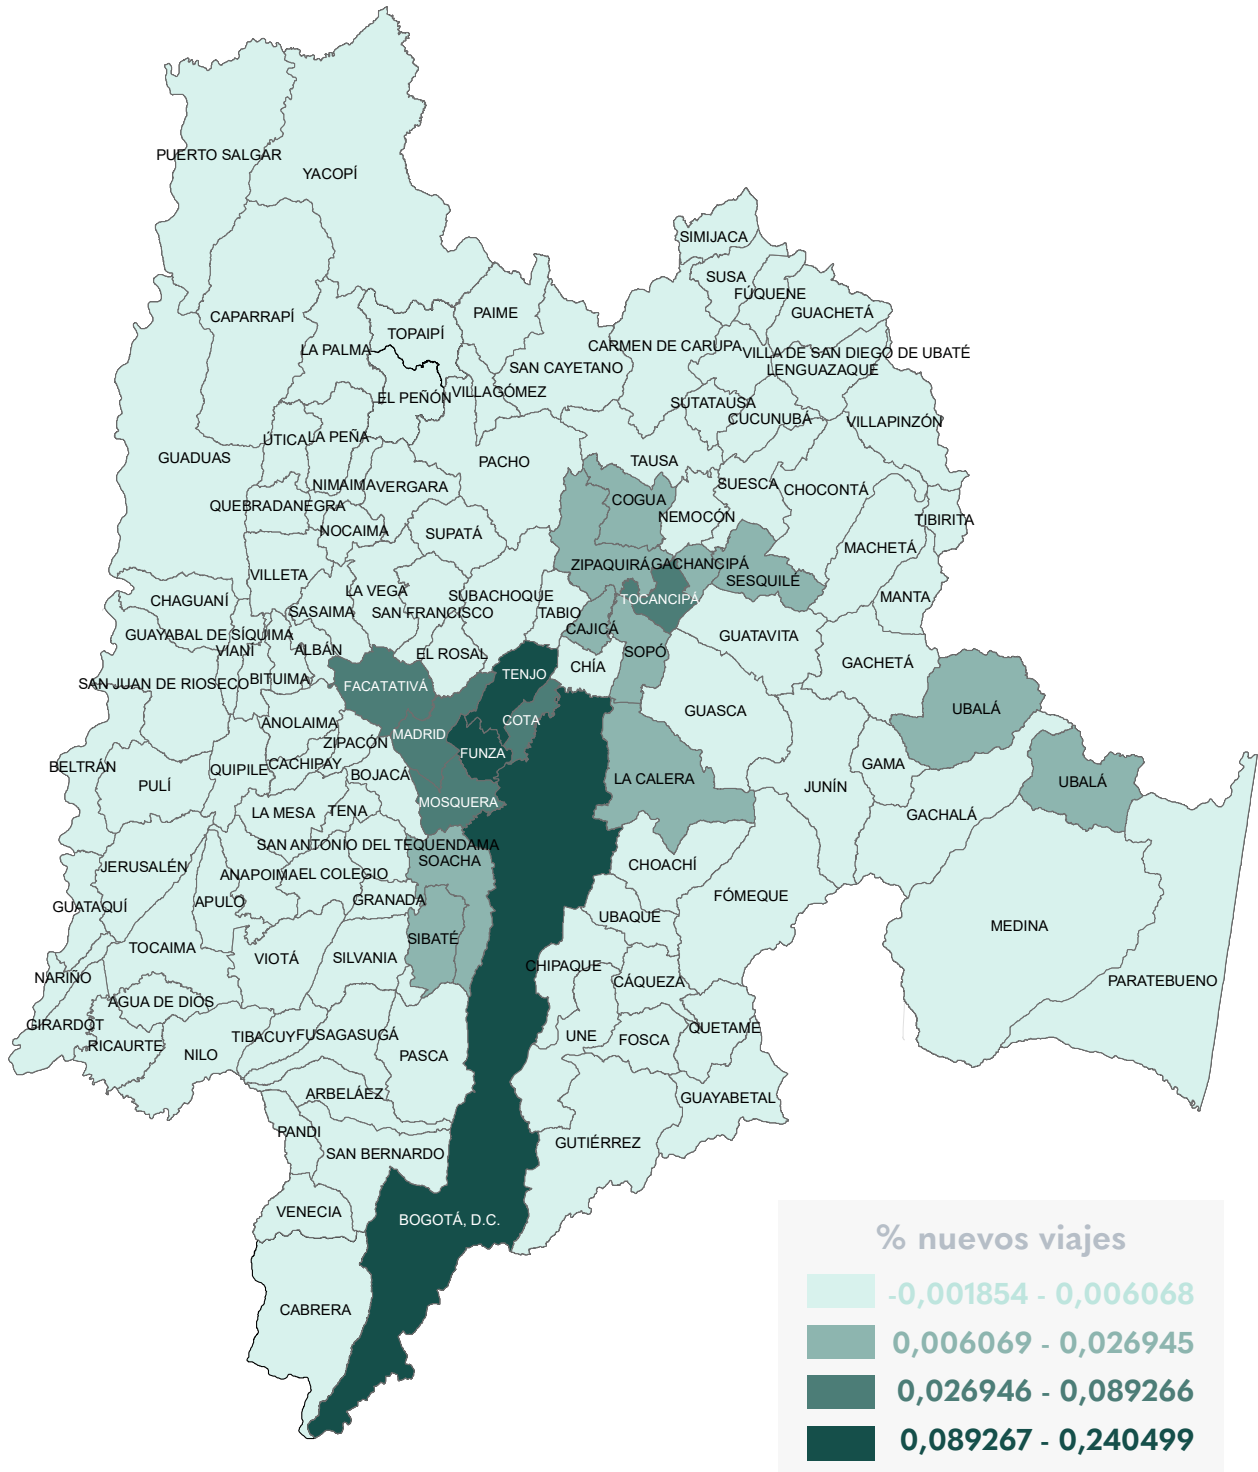 PUERTO SALGAR
YACOPÍ
SIMIJACA
SUSA
FÚQUENE
GUACHETÁ
CAPARRAPÍ
PAIME
TOPAIPÍ
LA PALMA
CARMEN DE CARUPA
VILLA DE SAN DIEGO DE UBATÉ
SAN CAYETANO
LENGUAZAQUE
EL PEÑÓN
VILLAGÓMEZ
SUTATAUSA
CUCUNUBÁ
VILLAPINZÓN
ÚTICA
LA PEÑA
GUADUAS
PACHO
TAUSA
NIMAIMA
VERGARA
SUESCA
CHOCONTÁ
COGUA
QUEBRADANEGRA
NEMOCÓN
TIBIRITA
NOCAIMA
SUPATÁ
MACHETÁ
ZIPAQUIRÁ
GACHANCIPÁ
VILLETA
SESQUILÉ
LA VEGA
SUBACHOQUE
MANTA
CHAGUANÍ
TOCANCIPÁ
SASAIMA
SAN FRANCISCO
TABIO
CAJICÁ
GUAYABAL DE SÍQUIMA
GUATAVITA
VIANÍ
ALBÁN
EL ROSAL
SOPÓ
GACHETÁ
CHÍA
TENJO
BITUIMA
SAN JUAN DE RIOSECO
FACATATIVÁ
UBALÁ
GUASCA
ANOLAIMA
COTA
MADRID
ZIPACÓN
FUNZA
CACHIPAY
GAMA
BELTRÁN
QUIPILE
BOJACÁ
LA CALERA
UBALÁ
PULÍ
JUNÍN
MOSQUERA
LA MESA
TENA
GACHALÁ
SAN ANTONIO DEL TEQUENDAMA
SOACHA
CHOACHÍ
JERUSALÉN
ANAPOIMA
EL COLEGIO
FÓMEQUE
APULO
GRANADA
GUATAQUÍ
UBAQUE
MEDINA
SIBATÉ
TOCAIMA
VIOTÁ
SILVANIA
CHIPAQUE
NARIÑO
CÁQUEZA
PARATEBUENO
AGUA DE DIOS
GIRARDOT
QUETAME
TIBACUY
FUSAGASUGÁ
UNE
FOSCA
RICAURTE
NILO
PASCA
ARBELÁEZ
GUAYABETAL
PANDI
GUTIÉRREZ
SAN BERNARDO
VENECIA
BOGOTÁ, D.C.
CABRERA
% nuevos viajes
-0,001854 - 0,006068
0,006069 - 0,026945
0,026946 - 0,089266
0,089267 - 0,240499